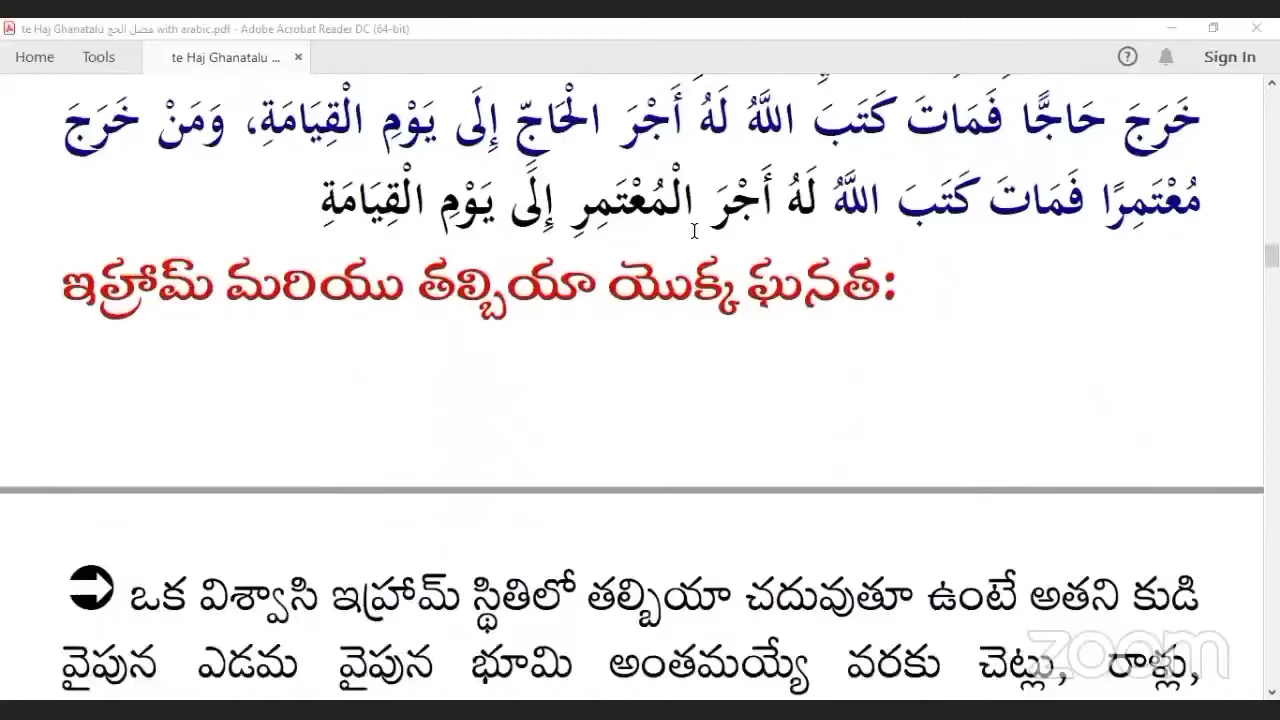 te Haj Ghanatalu فضل الحج with arabic.pdf - Adobe Acrobat Reader DC (64-bit)
Home Tools te Haj Ghanatalu ... × Sign In
خَرَجَ حَاجًّا فَمَاتَ كَتَبَ اللَّهُ لَهُ أَجْرَ الْحَاجِّ إِلَى يَوْمِ الْقِيَامَةِ، وَمَنْ خَرَجَ
مُعْتَمِرًا فَمَاتَ كَتَبَ اللَّهُ لَهُ أَجْرَ الْمُعْتَمِرِ إِلَى يَوْمِ الْقِيَامَةِ
ఇహ్రామ్ మరియు తల్బియా యొక్క ఘనత:
ఒక విశ్వాసి ఇహ్రామ్ స్థితిలో తల్బియా చదువుతూ ఉంటే అతని కుడి
వైపున ఎడమ వైపున భూమి అంతమయ్యే వరకు చెట్లు, రాళ్లు,
zoom